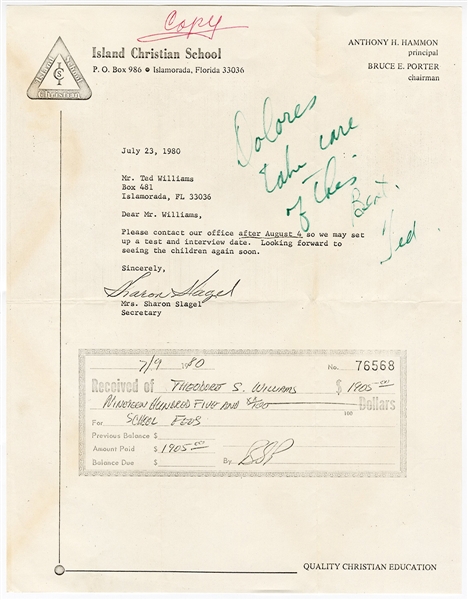 Copy
Island Christian School
P. O. Box 986 • Islamorada, Florida 33036
ANTHONY H. HAMMON
principal
BRUCE E. PORTER
chairman
Island School
ICS
Christian
Dolores
take care
of this
Best.
Ted
July 23, 1980
Mr. Ted Williams
Box 481
Islamorada, FL 33036
Dear Mr. Williams,
Please contact our office after August 4 so we may set
up a test and interview date. Looking forward to
seeing the children again soon.
Sincerely,
Sharon Slagel
Mrs. Sharon Slagel
Secretary
7/9 1980 No. 76568
Received of THEODORE S. WILLIAMS $ 1905
NINETEEN HUNDRED FIVE AND 100 Dollars
For SCHOOL FEES
Previous Balance $
Amount Paid $ 1905
Balance Due $ By
QUALITY CHRISTIAN EDUCATION